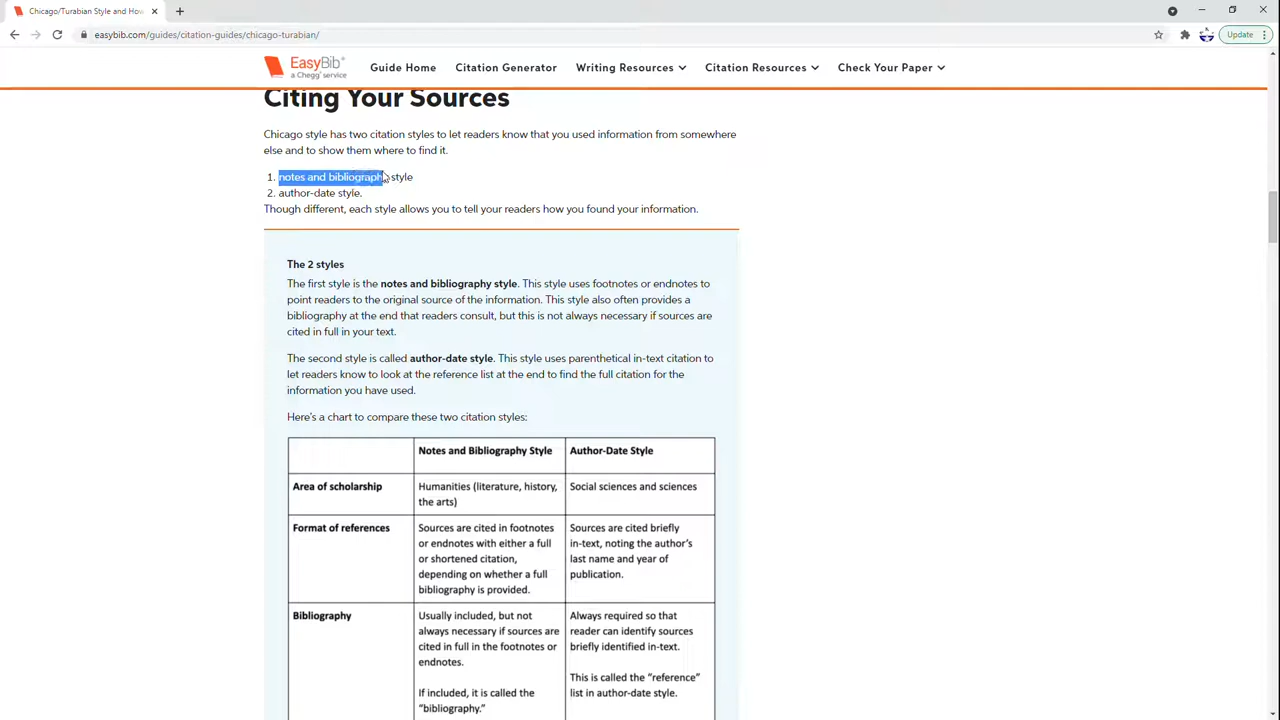 Chicago/Turabian Style and How
easybib.com/guides/citation-guides/chicago-turabian/
Update
EasyBib®
a Chegg® service
Guide Home
Citation Generator
Writing Resources
Citation Resources
Check Your Paper
Citing Your Sources
Chicago style has two citation styles to let readers know that you used information from somewhere
else and to show them where to find it.
1. notes and bibliography style
2. author-date style.
Though different, each style allows you to tell your readers how you found your information.
The 2 styles
The first style is the notes and bibliography style. This style uses footnotes or endnotes to
point readers to the original source of the information. This style also often provides a
bibliography at the end that readers consult, but this is not always necessary if sources are
cited in full in your text.
The second style is called author-date style. This style uses parenthetical in-text citation to
let readers know to look at the reference list at the end to find the full citation for the
information you have used.
Here's a chart to compare these two citation styles:
Notes and Bibliography Style
Author-Date Style
Area of scholarship
Humanities (literature, history,
the arts)
Social sciences and sciences
Format of references
Sources are cited in footnotes
or endnotes with either a full
or shortened citation,
depending on whether a full
bibliography is provided.
Sources are cited briefly
in-text, noting the author's
last name and year of
publication.
Bibliography
Usually included, but not
always necessary if sources are
cited in full in the footnotes or
endnotes.
If included, it is called the
"bibliography."
Always required so that
reader can identify sources
briefly identified in-text.
This is called the "reference"
list in author-date style.